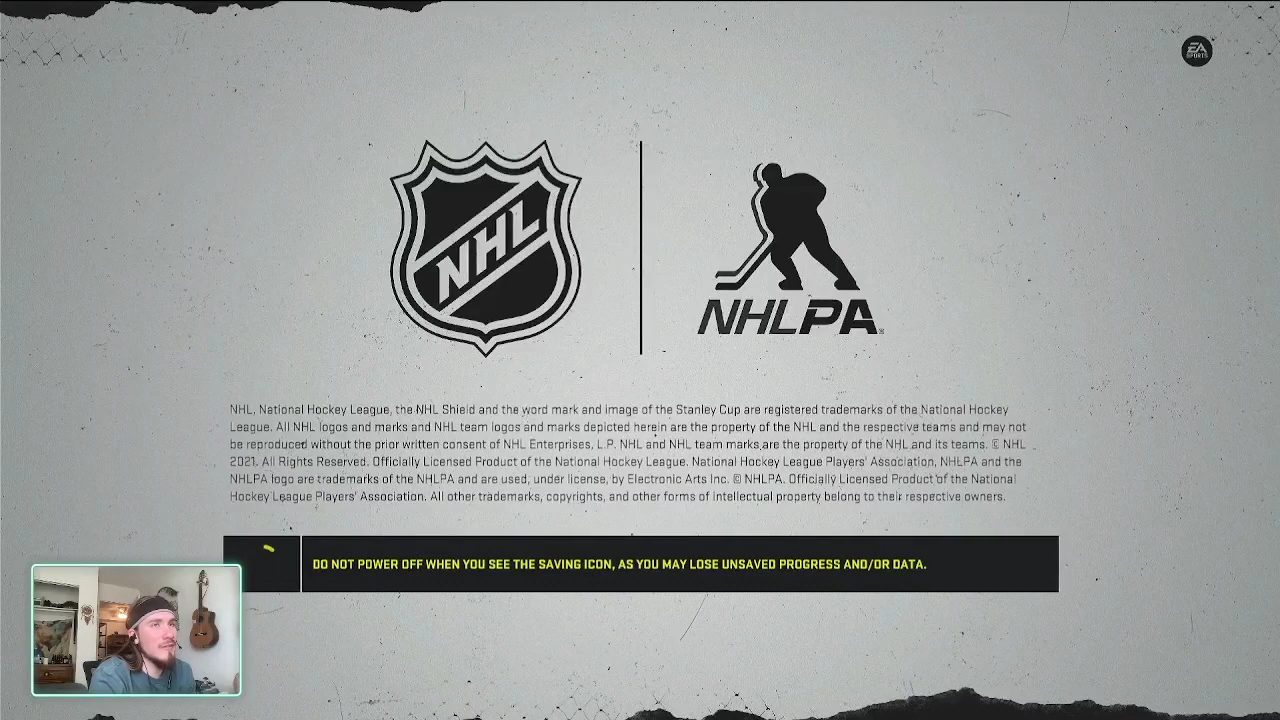 EA
SPORTS
NHL
NHLPA
NHL, National Hockey League, the NHL Shield and the word mark and image of the Stanley Cup are registered trademarks of the National Hockey
League. All NHL logos and marks and NHL team logos and marks depicted herein are the property of the NHL and the respective teams and may not
be reproduced without the prior written consent of NHL Enterprises, L.P. NHL and NHL team marks are the property of the NHL and its teams. © NHL
2021. All Rights Reserved. Officially Licensed Product of the National Hockey League. National Hockey League Players' Association, NHLPA and the
NHLPA logo are trademarks of the NHLPA and are used, under license, by Electronic Arts Inc. © NHLPA. Officially Licensed Product of the National
Hockey League Players' Association. All other trademarks, copyrights, and other forms of intellectual property belong to their respective owners.
DO NOT POWER OFF WHEN YOU SEE THE SAVING ICON, AS YOU MAY LOSE UNSAVED PROGRESS AND/OR DATA.